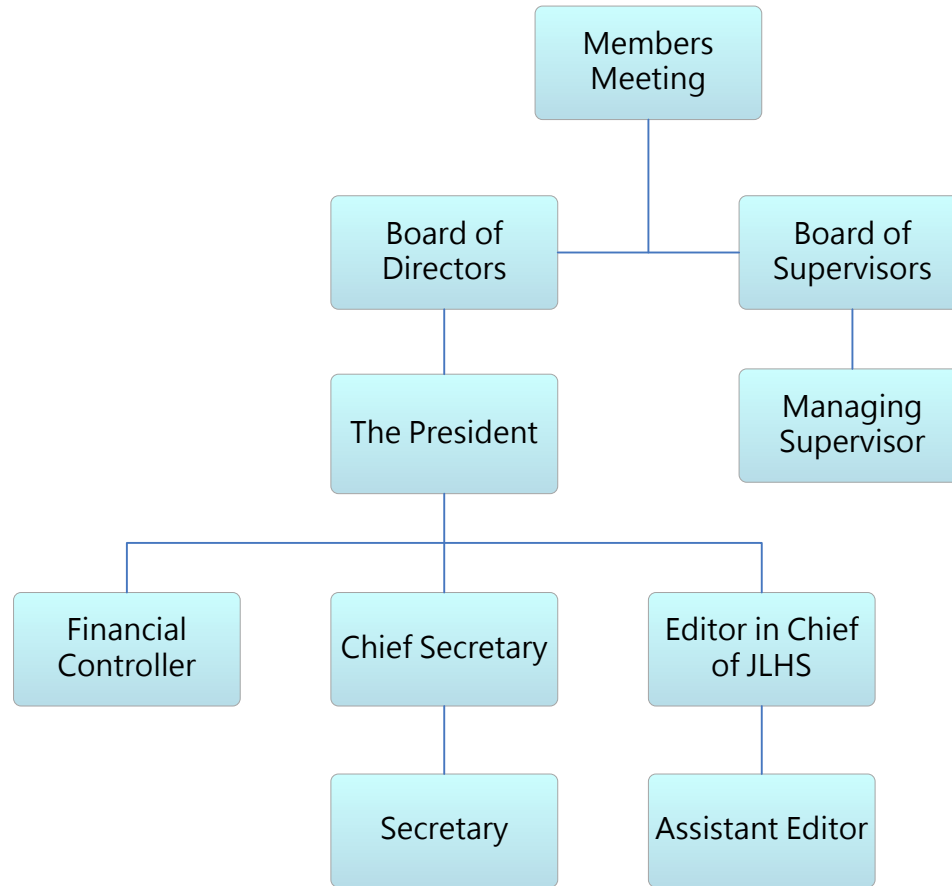 Members
Meeting
Board of
Directors
Board of
Supervisors
The President
Managing
Supervisor
Financial
Controller
Chief Secretary
Editor in Chief
of JLHS
Secretary
Assistant Editor